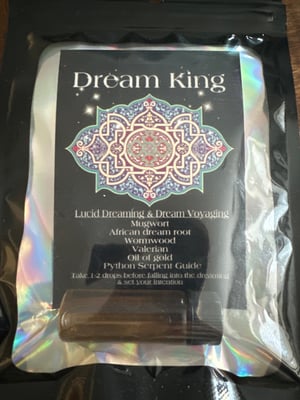 Dream King
Lucid Dreaming & Dream Voyaging
Mugwort
African dream root
Wormwood
Valerian
Oil of gold
Python Serpent Guide
Take 1-2 drops before falling into the dreaming
& set your intention